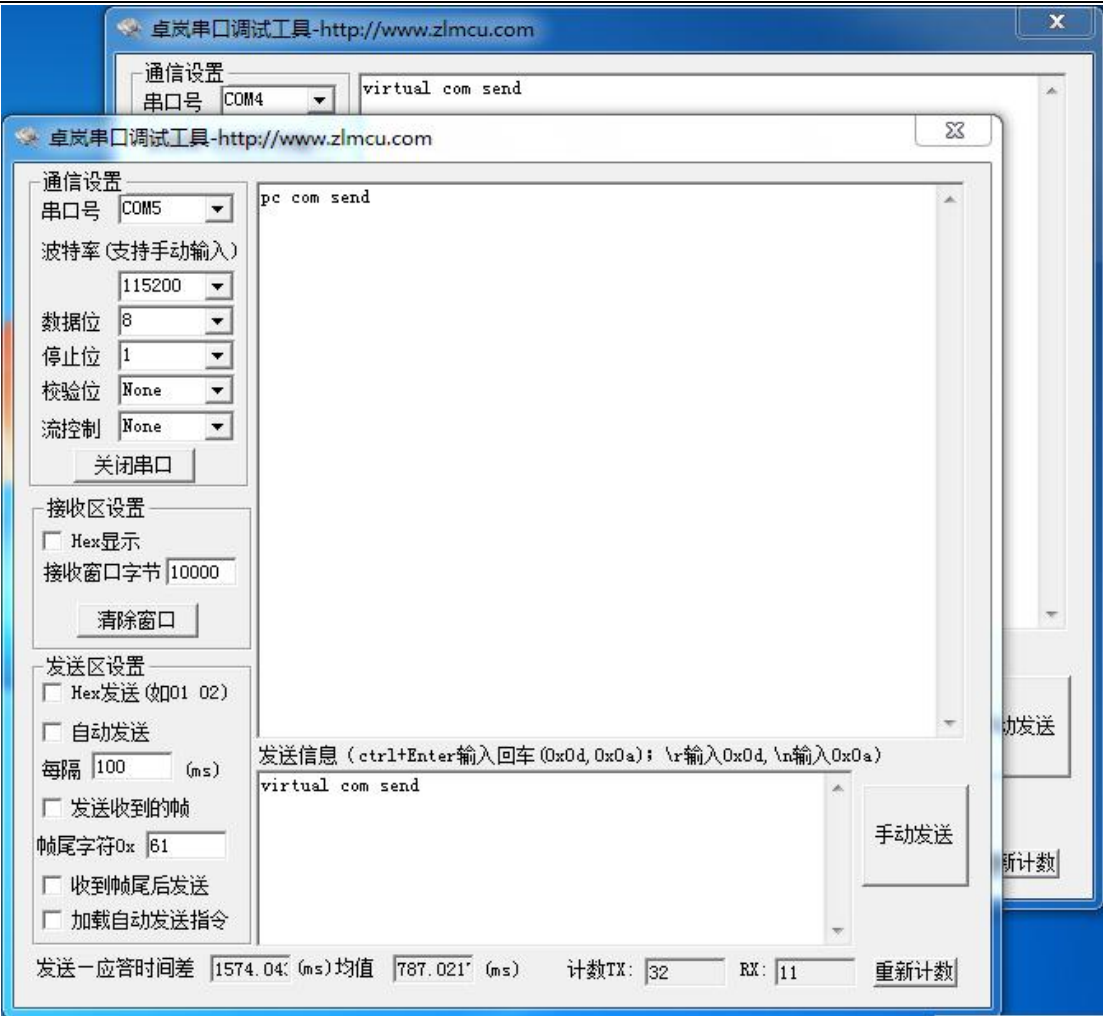 卓岚串口调试工具-http://www.zlmcu.com
通信设置
串口号 COM4
virtual com send
卓岚串口调试工具-http://www.zlmcu.com
通信设置
串口号 COM5
波特率(支持手动输入)
115200
数据位 8
停止位 1
校验位 None
流控制 None
关闭串口
接收区设置
Hex显示
接收窗口字节 10000
清除窗口
发送区设置
Hex发送(如01 02)
自动发送
每隔 100 (ms)
发送收到的帧
帧尾字符0x 61
收到帧尾后发送
加载自动发送指令
pc com send
发送信息(ctrl+Enter输入回车(0x0d,0x0a); \r输入0x0d,\n输入0x0a)
virtual com send
手动发送
动发送
新计数
发送一应答时间差 1574.04 (ms)均值 787.021 (ms) 计数TX: 32 RX: 11 重新计数